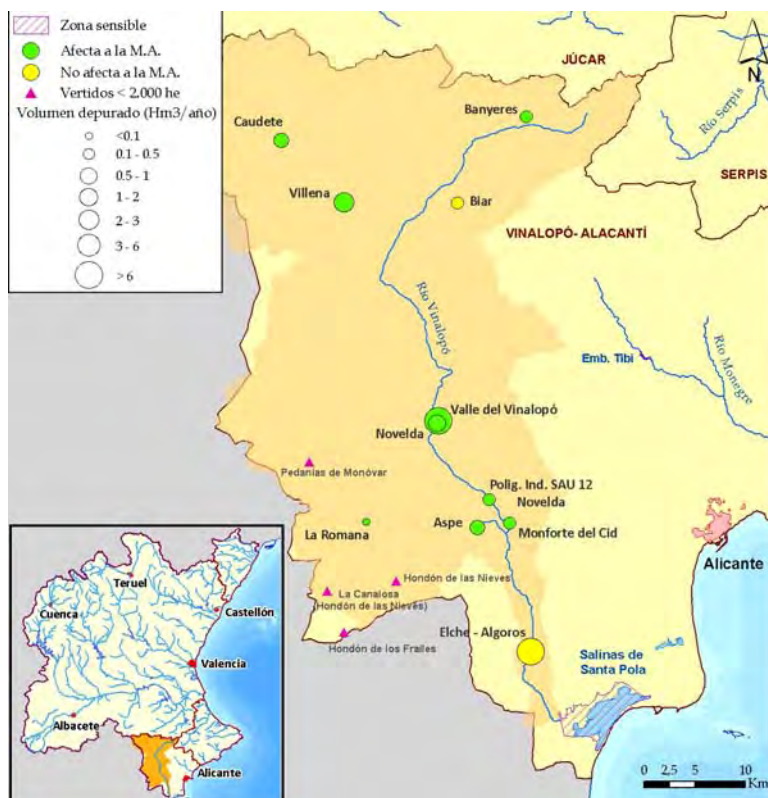 Zona sensible
Afecta a la M.A.
No afecta a la M.A.
Vertidos < 2.000 he
Volumen depurado (Hm3/año)
<0.1
0.1 - 0.5
0.5 - 1
1 - 2
2 - 3
3 - 6
>6
JÚCAR
N
Río Serpis
SERPIS
Banyeres
Caudete
Villena
Biar
VINALOPÓ- ALACANTÍ
Río Vinalopó
Emb. Tibi
Río Monegre
Valle del Vinalopó
Novelda
Pedanías de Monóvar
Polig. Ind. SAU 12
Novelda
La Romana
Aspe
Monforte del Cid
Alicante
Hondón de las Nieves
La Canalosa
(Hondón de las Nieves)
Hondón de los Frailes
Elche - Algoros
Salinas de
Santa Pola
Teruel
Cuenca
Castellón
Valencia
Albacete
Alicante
0 2,5 5 10
Km